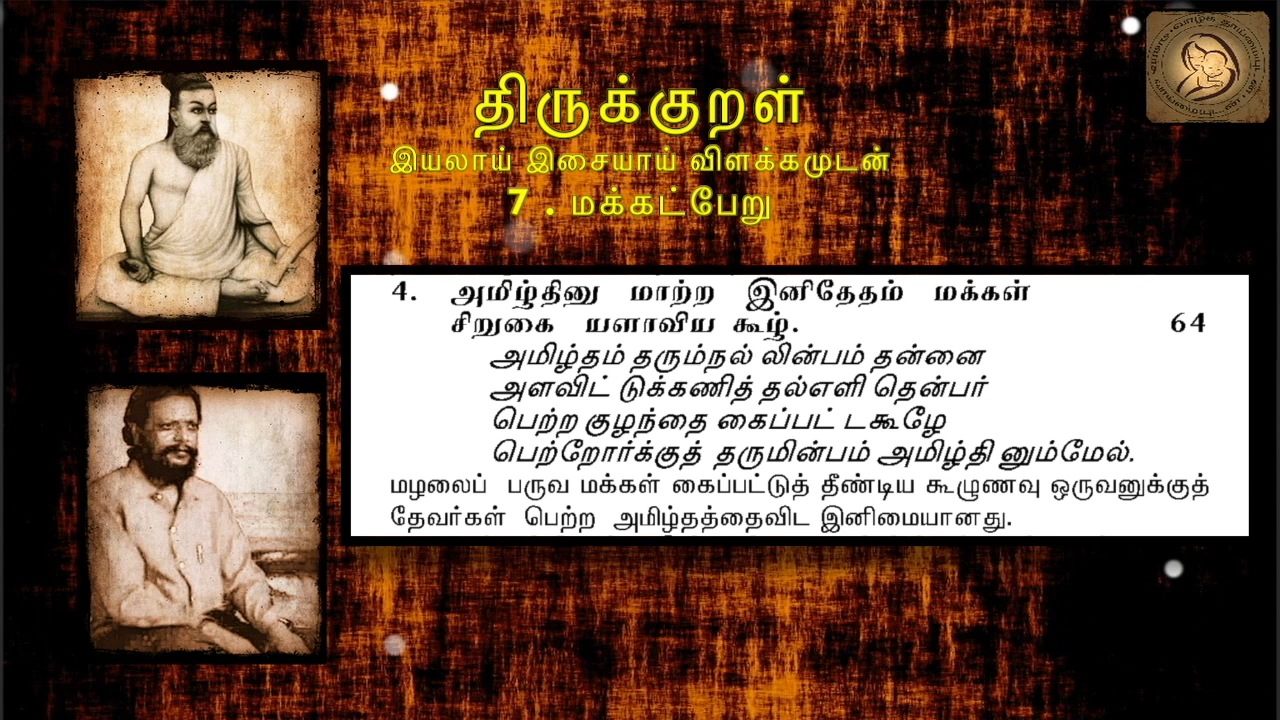 திருக்குறள்
இயலாய் இசையாய் விளக்கமுடன்
7 . மக்கட்பேறு
4. அமிழ்தினு மாற்ற இனிதேதம் மக்கள்
சிறுகை யளாவிய கூழ். 64
அமிழ்தம் தரும்நல் லின்பம் தன்னை
அளவிட் டுக்கணித் தல்எளி தென்பர்
பெற்ற குழந்தை கைப்பட் டகூழே
பெற்றோர்க்குத் தருமின்பம் அமிழ்தி னும்மேல்.
மழலைப் பருவ மக்கள் கைப்பட்டுத் தீண்டிய கூழுணவு ஒருவனுக்குத்
தேவர்கள் பெற்ற அமிழ்தத்தைவிட இனிமையானது.